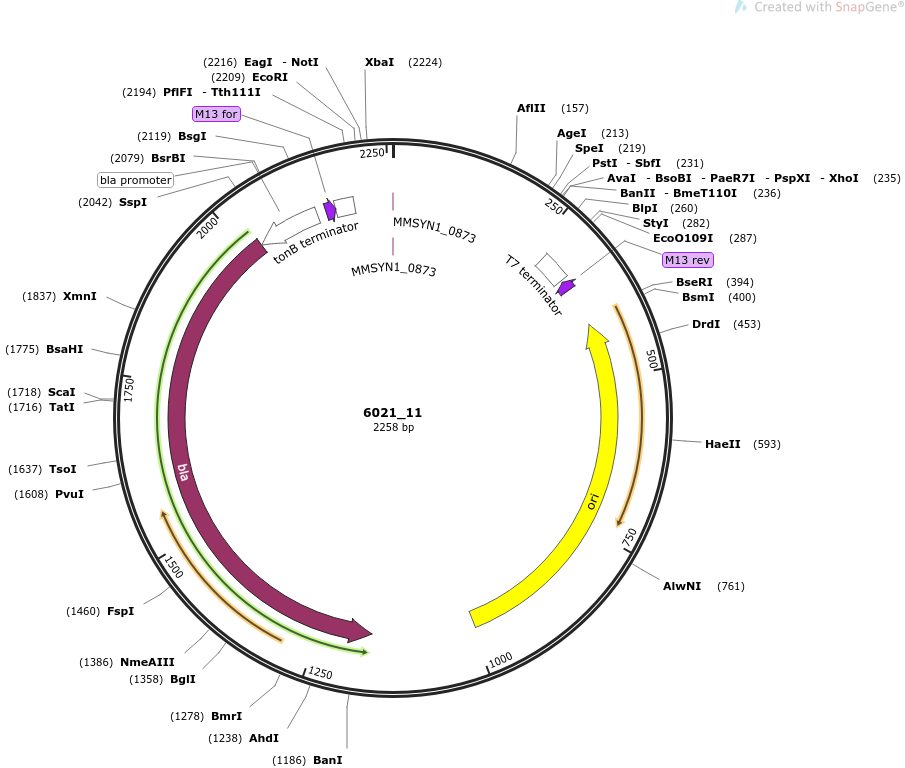 Created with SnapGene®
(2216) EagI - NotI
XbaI (2224)
(2209) EcoRI
(2194) PflFI - Tth111I
M13 for
(2119) BsgI
(2079) BsrBI
bla promoter
(2042) SspI
AflII (157)
AgeI (213)
SpeI (219)
PstI - SbfI (231)
AvaI - BsoBI - PaeR7I - PspXI - XhoI (235)
BanII - BmeT110I (236)
BlpI (260)
StyI (282)
EcoO109I (287)
M13 rev
BseRI (394)
BsmI (400)
DrdI (453)
HaeII (593)
AlwNI (761)
(1837) XmnI
(1775) BsaHI
(1718) ScaI
(1716) TatI
(1637) TsoI
(1608) PvuI
(1460) FspI
(1386) NmeAIII
(1358) BglI
(1278) BmrI
(1238) AhdI
(1186) BanI
2250
250
500
750
1000
1250
1500
1750
2000
tonB terminator
MMSYN1_0873
MMSYN1_0873
T7 terminator
bla
ori
6021_11
2258 bp